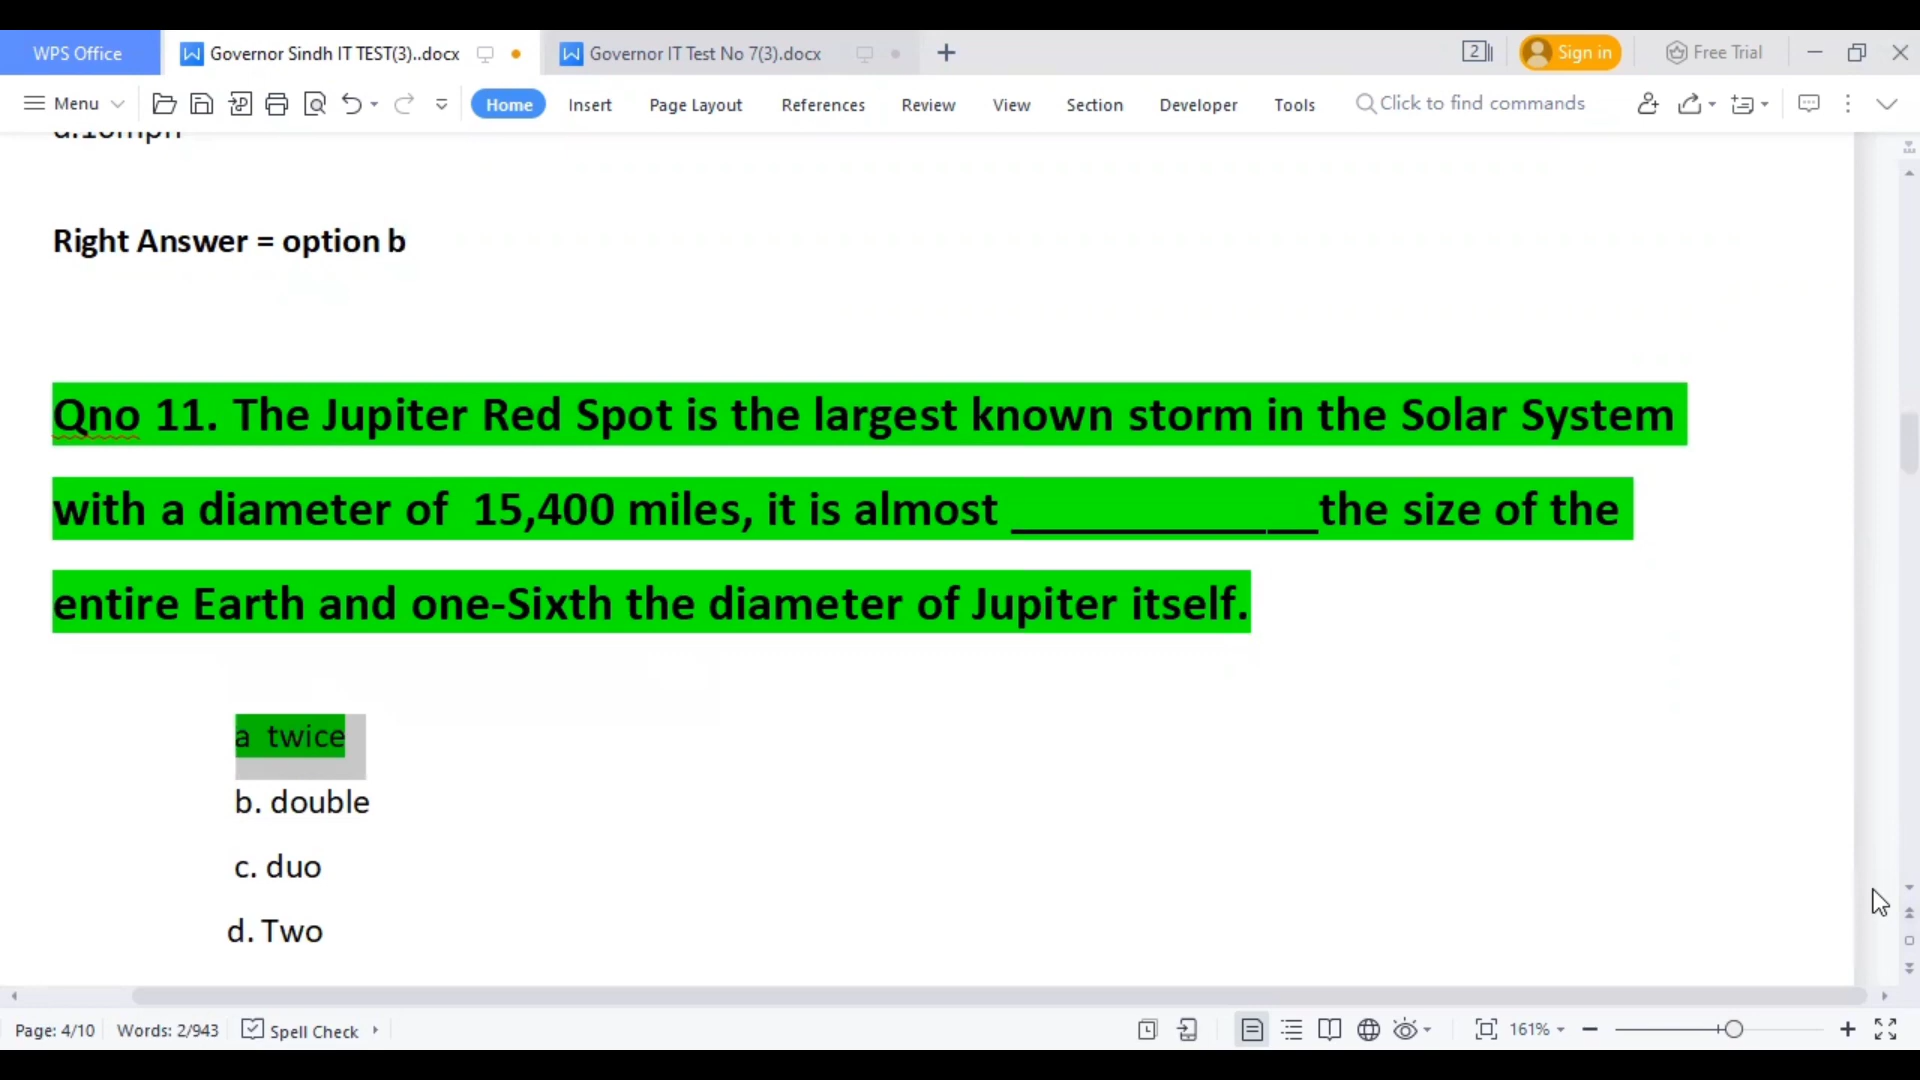 WPS Office
Governor Sindh IT TEST(3)..docx
Governor IT Test No 7(3).docx
Sign in
Free Trial
Menu
Home
Insert
Page Layout
References
Review
View
Section
Developer
Tools
Click to find commands
Right Answer = option b
Qno 11. The Jupiter Red Spot is the largest known storm in the Solar System
with a diameter of 15,400 miles, it is almost ______________the size of the
entire Earth and one-Sixth the diameter of Jupiter itself.
a twice
b. double
c. duo
d. Two
Page: 4/10
Words: 2/943
Spell Check
161%